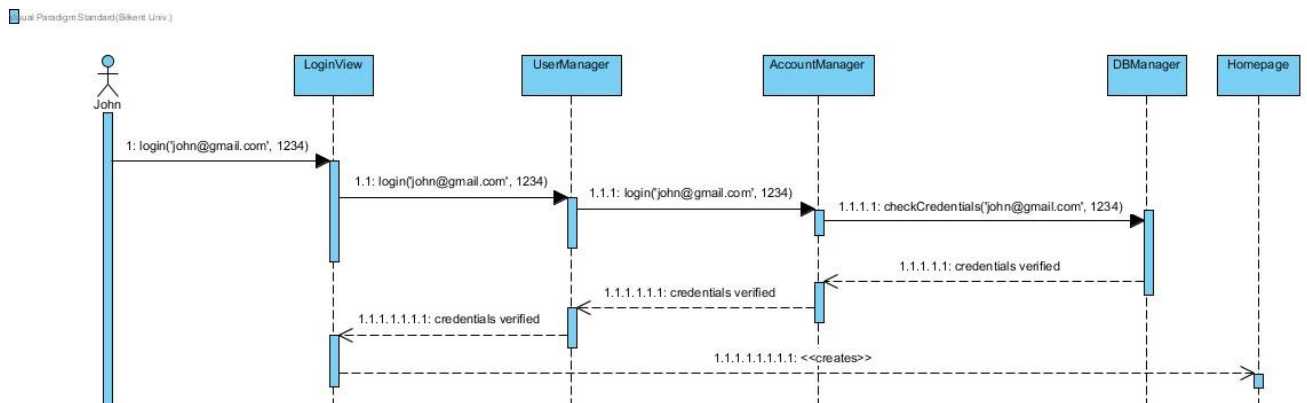 Visual Paradigm Standard(Bilkent Univ.)
John
LoginView
UserManager
AccountManager
DBManager
Homepage
1: login('john@gmail.com', 1234)
1.1: login('john@gmail.com', 1234)
1.1.1: login('john@gmail.com', 1234)
1.1.1.1: checkCredentials('john@gmail.com', 1234)
1.1.1.1.1: credentials verified
1.1.1.1.1.1: credentials verified
1.1.1.1.1.1.1: credentials verified
1.1.1.1.1.1.1.1: <<creates>>